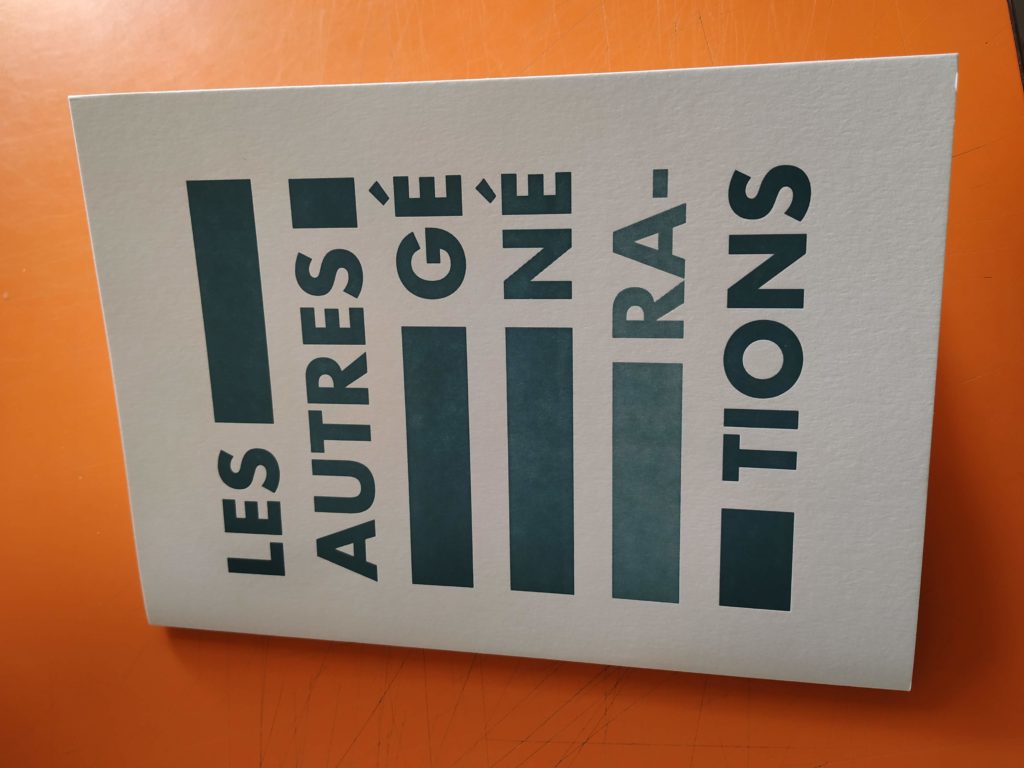 LES
AUTRES
GÉ
NÉ
RA-
TIONS